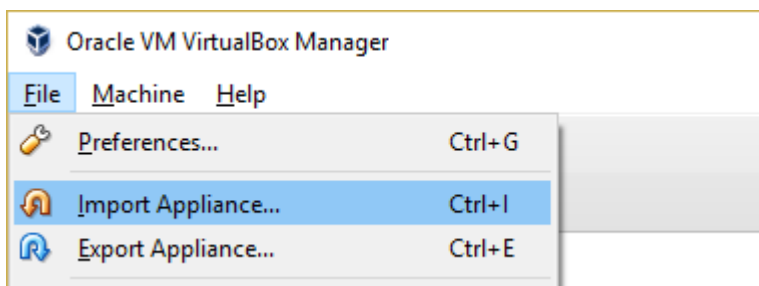 Oracle VM VirtualBox Manager
File Machine Help
Preferences... Ctrl+G
Import Appliance... Ctrl+I
Export Appliance... Ctrl+E